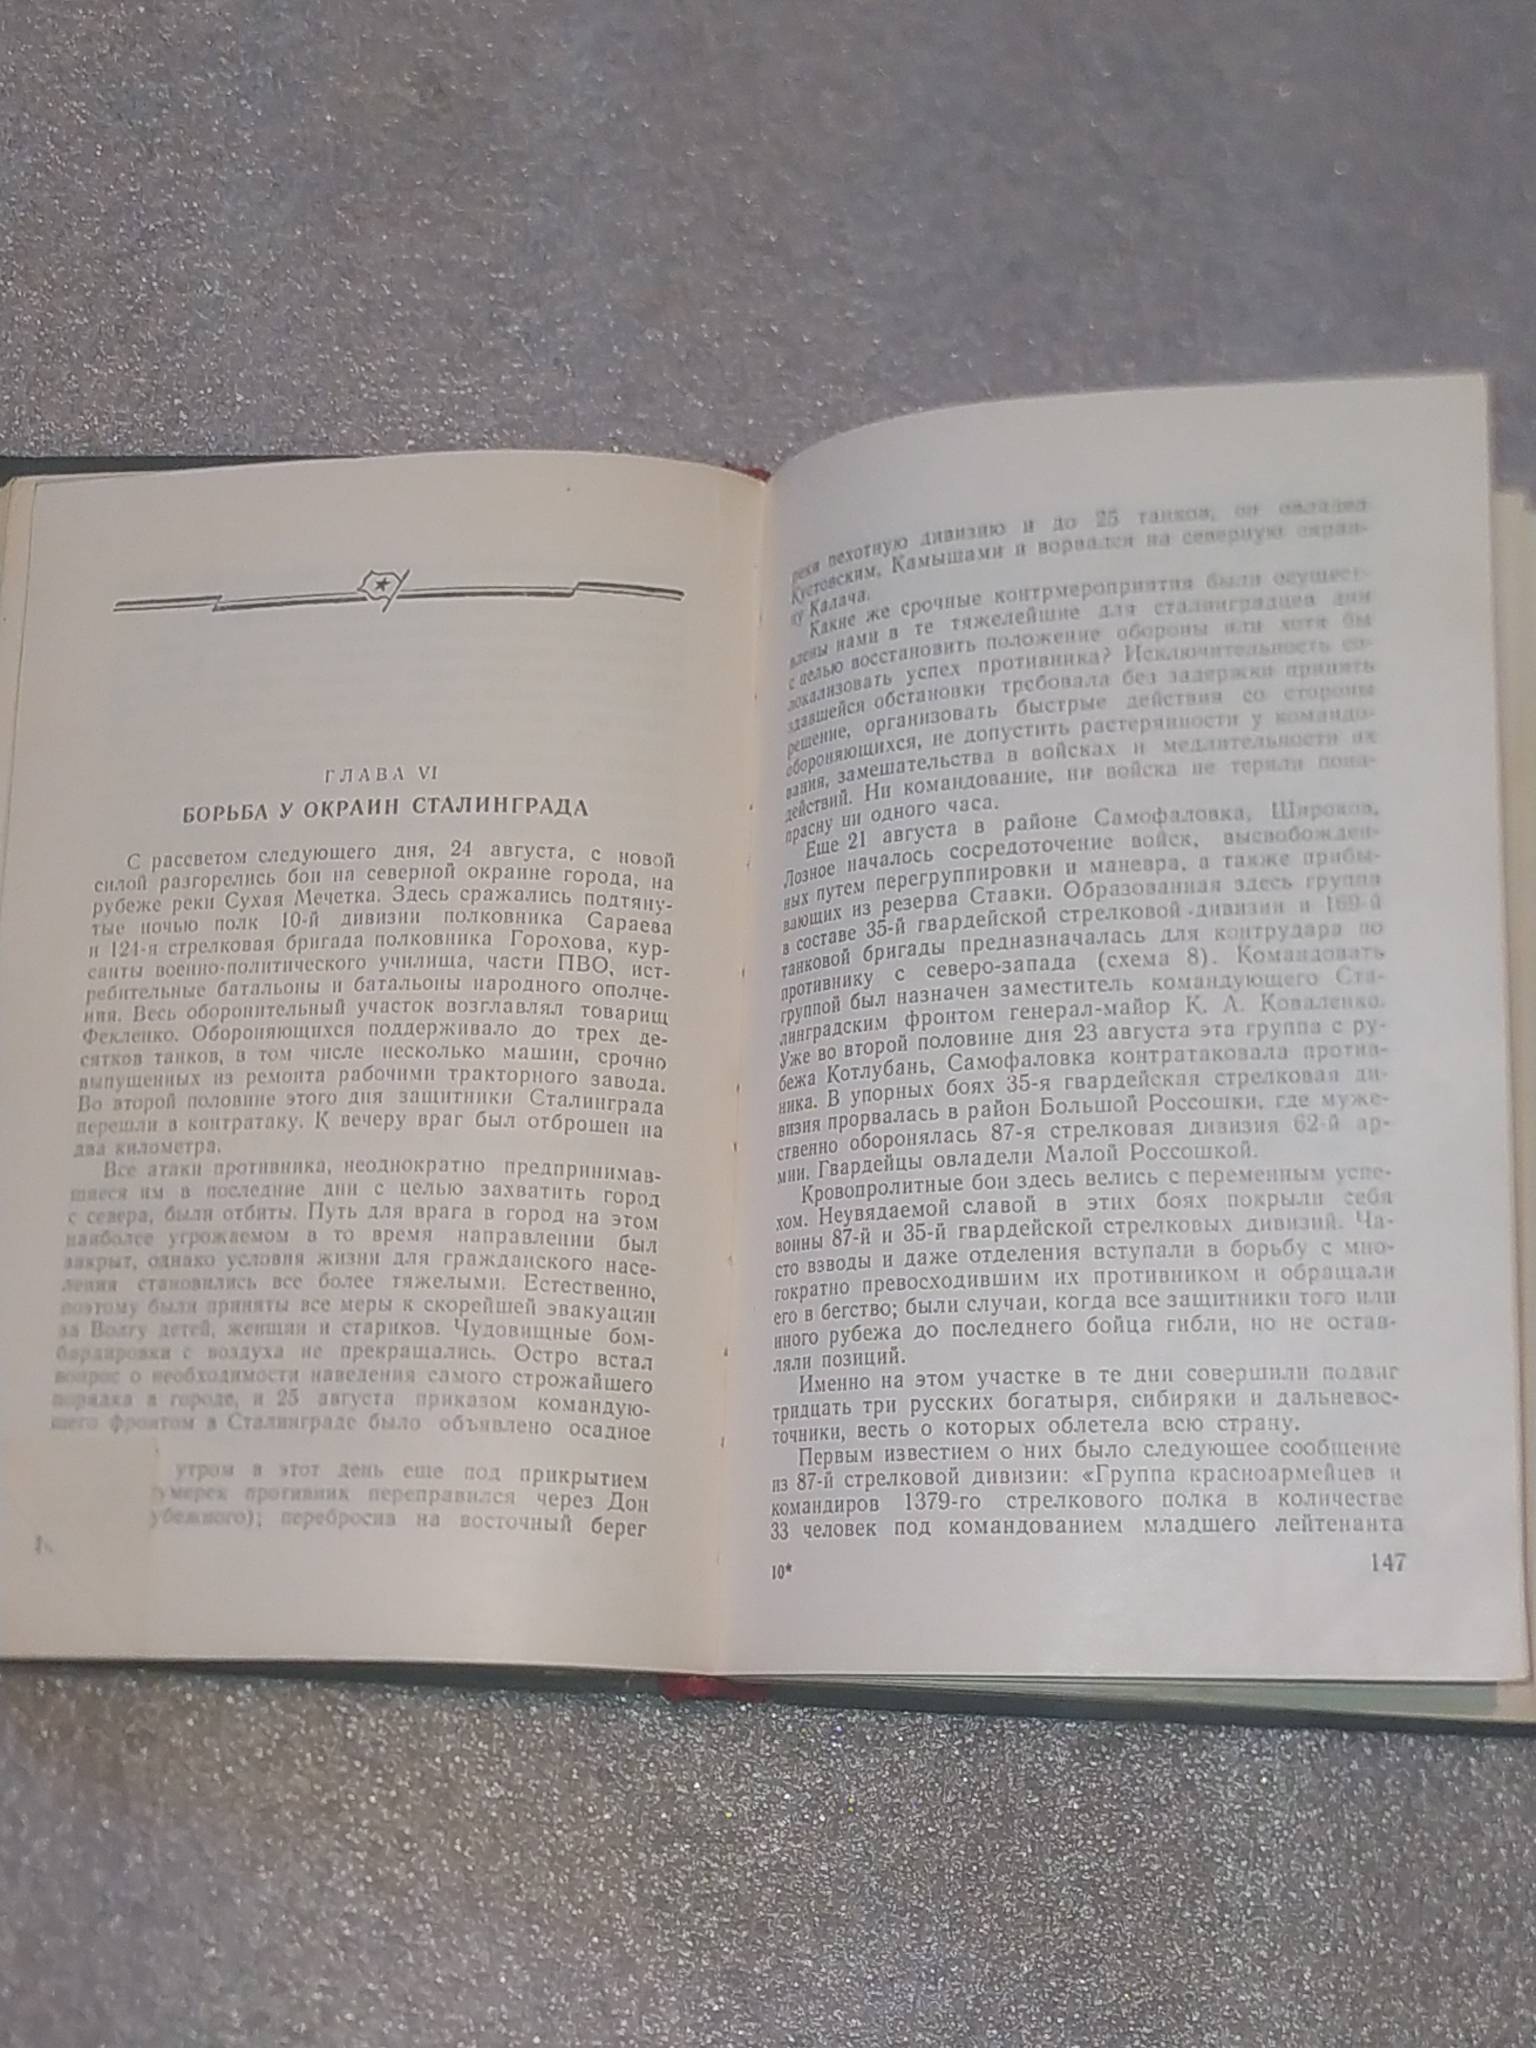 ГЛАВА VI
БОРЬБА У ОКРАИН СТАЛИНГРАДА
С рассветом следующего дня, 24 августа, с новой
силой разгорелись бои на северной окраине города, на
рубеже реки Сухая Мечетка. Здесь сражались подтяну-
тые ночью полк 10-й дивизии полковника Сараева
и 124-я стрелковая бригада полковника Горохова, кур-
санты военно-политического училища, части ПВО, ист-
ребительные батальоны и батальоны народного ополче-
ния. Весь оборонительный участок возглавлял товарищ
Фекленко. Обороняющихся поддерживало до трех де-
сятков танков, в том числе несколько машин, срочно
выпущенных из ремонта рабочими тракторного завода.
Во второй половине этого дня защитники Сталинграда
перешли в контратаку. К вечеру враг был отброшен на
два километра.
Все атаки противника, неоднократно предпринимав-
шиеся им в последние дни с целью захватить город
с севера, были отбиты. Путь для врага в город на этом
наиболее угрожаемом в то время направлении был
закрыт, однако условия жизни для гражданского насе-
ления становились все более тяжелыми. Естественно,
поэтому были приняты все меры к скорейшей эвакуации
за Волгу детей, женщин и стариков. Чудовищные бом-
бардировки с воздуха не прекращались. Остро встал
вопрос о необходимости наведения самого строжайшего
порядка в городе, и 25 августа приказом командую-
щего фронтом в Сталинграде было объявлено осадное
утром в этот день еще под прикрытием
противник переправился через Дон
перебросив на восточный берег
реки пехотную дивизию и до 25 танков, он овладел
Кустовским, Камышами и ворвался на северную окраи-
ну Калача.
Какие же срочные контрмероприятия были осущест-
влены нами в те тяжелейшие для сталинградцев дни
с целью восстановить положение обороны или хотя бы
локализовать успех противника? Исключительность со-
здавшейся обстановки требовала без задержки принять
решение, организовать быстрые действия со стороны
обороняющихся, не допустить растерянности у командо-
вания, замешательства в войсках и медлительности их
действий. Ни командование, ни войска не теряли пона-
прасну ни одного часа.
Еще 21 августа в районе Самофаловка, Широков,
Лозное началось сосредоточение войск, высвобожден-
ных путем перегруппировки и маневра, а также прибы-
вающих из резерва Ставки. Образованная здесь группа
в составе 35-й гвардейской стрелковой дивизии и 169-й
танковой бригады предназначалась для контрудара по
противнику с северо-запада (схема 8). Командовать
группой был назначен заместитель командующего Ста-
линградским фронтом генерал-майор К. А. Коваленко.
Уже во второй половине дня 23 августа эта группа с ру-
бежа Котлубань, Самофаловка контратаковала против-
ника. В упорных боях 35-я гвардейская стрелковая ди-
визия прорвалась в район Большой Россошки, где муже-
ственно оборонялась 87-я стрелковая дивизия 62-й ар-
мии. Гвардейцы овладели Малой Россошкой.
Кровопролитные бои здесь велись с переменным успе-
хом. Неувядаемой славой в этих боях покрыли себя
воины 87-й и 35-й гвардейской стрелковых дивизий. Ча-
сто взводы и даже отделения вступали в борьбу с мно-
гократно превосходившим их противником и обращали
его в бегство; были случаи, когда все защитники того или
иного рубежа до последнего бойца гибли, но не остав-
ляли позиций.
Именно на этом участке в те дни совершили подвиг
тридцать три русских богатыря, сибиряки и дальневос-
точники, весть о которых облетела всю страну.
Первым известием о них было следующее сообщение
из 87-й стрелковой дивизии: «Группа красноармейцев и
командиров 1379-го стрелкового полка в количестве
33 человек под командованием младшего лейтенанта
10* 147